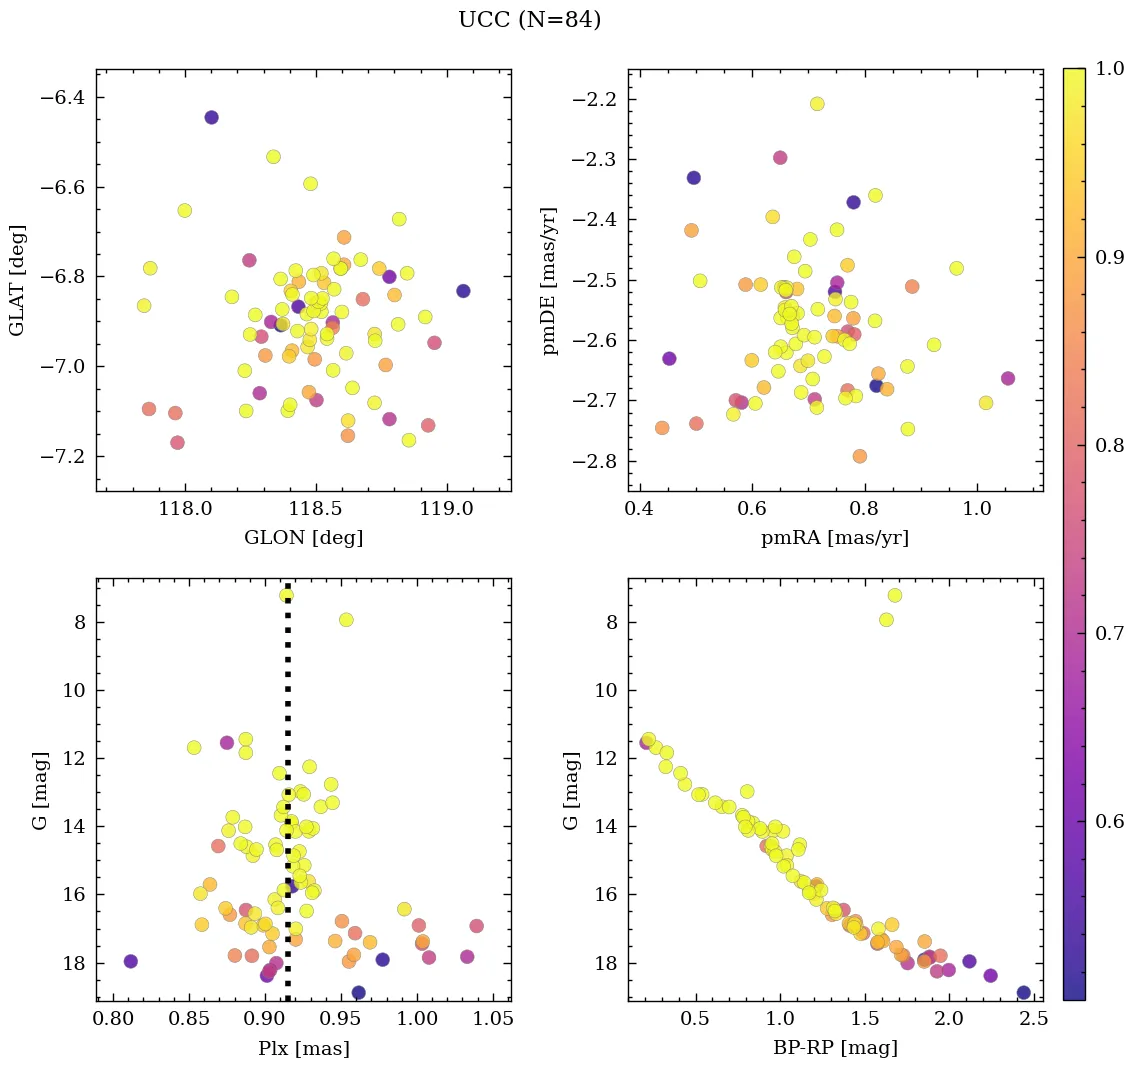 UCC (N=84)
−6.4
−6.6
−6.8
−7.0
−7.2
GLAT [deg]
118.0 118.5 119.0
GLON [deg]
−2.2
−2.3
−2.4
−2.5
−2.6
−2.7
−2.8
pmDE [mas/yr]
0.4 0.6 0.8 1.0
pmRA [mas/yr]
8
10
12
14
16
18
G [mag]
0.80 0.85 0.90 0.95 1.00 1.05
Plx [mas]
8
10
12
14
16
18
G [mag]
0.5 1.0 1.5 2.0 2.5
BP-RP [mag]
1.0
0.9
0.8
0.7
0.6